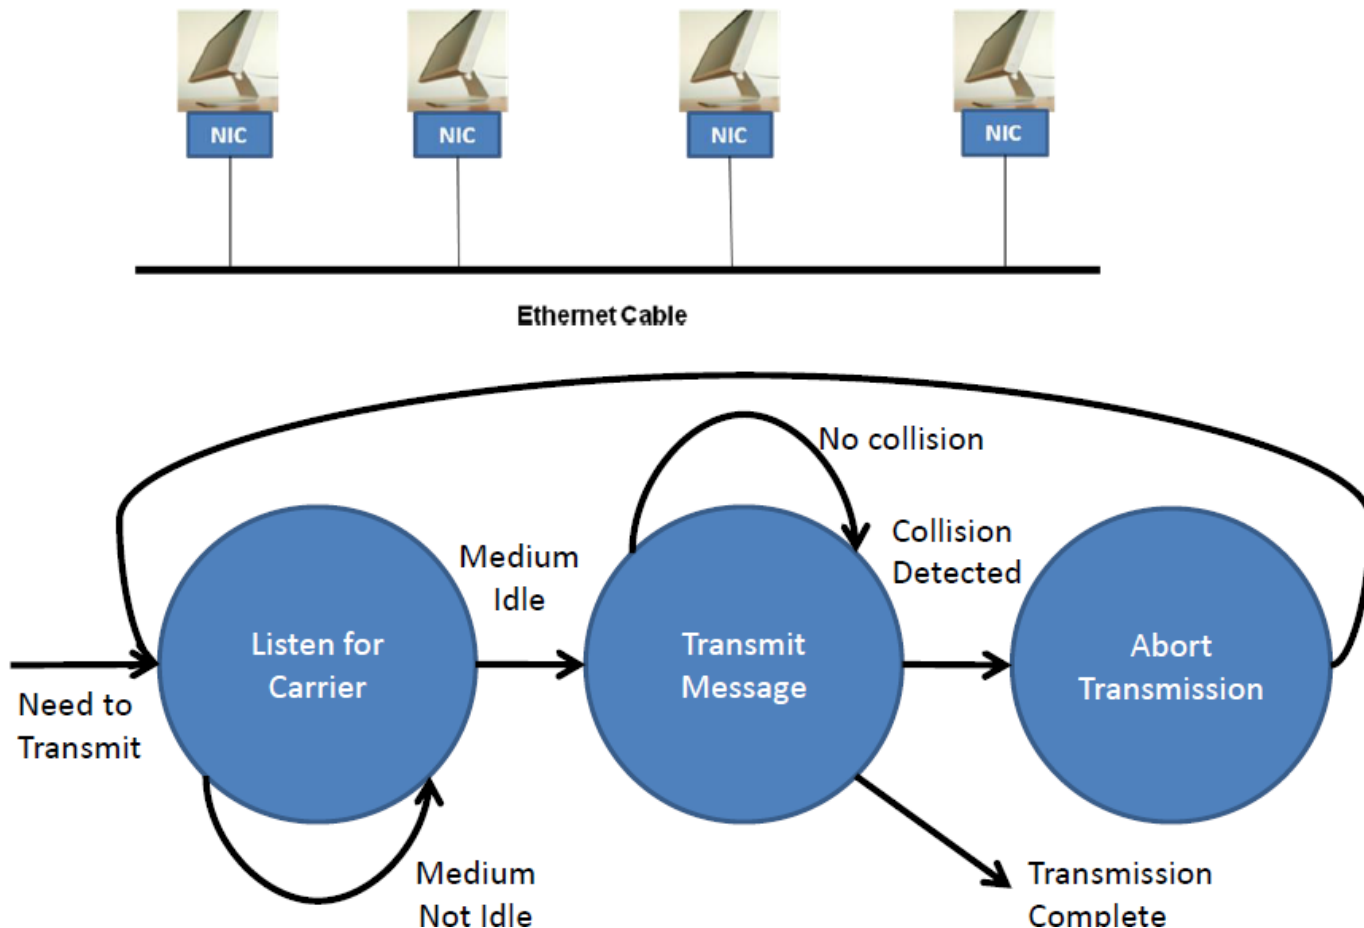 NIC
NIC
NIC
NIC
Ethernet Cable
No collision
Collision
Detected
Medium
Idle
Listen for
Carrier
Transmit
Message
Abort
Transmission
Need to
Transmit
Medium
Not Idle
Transmission
Complete